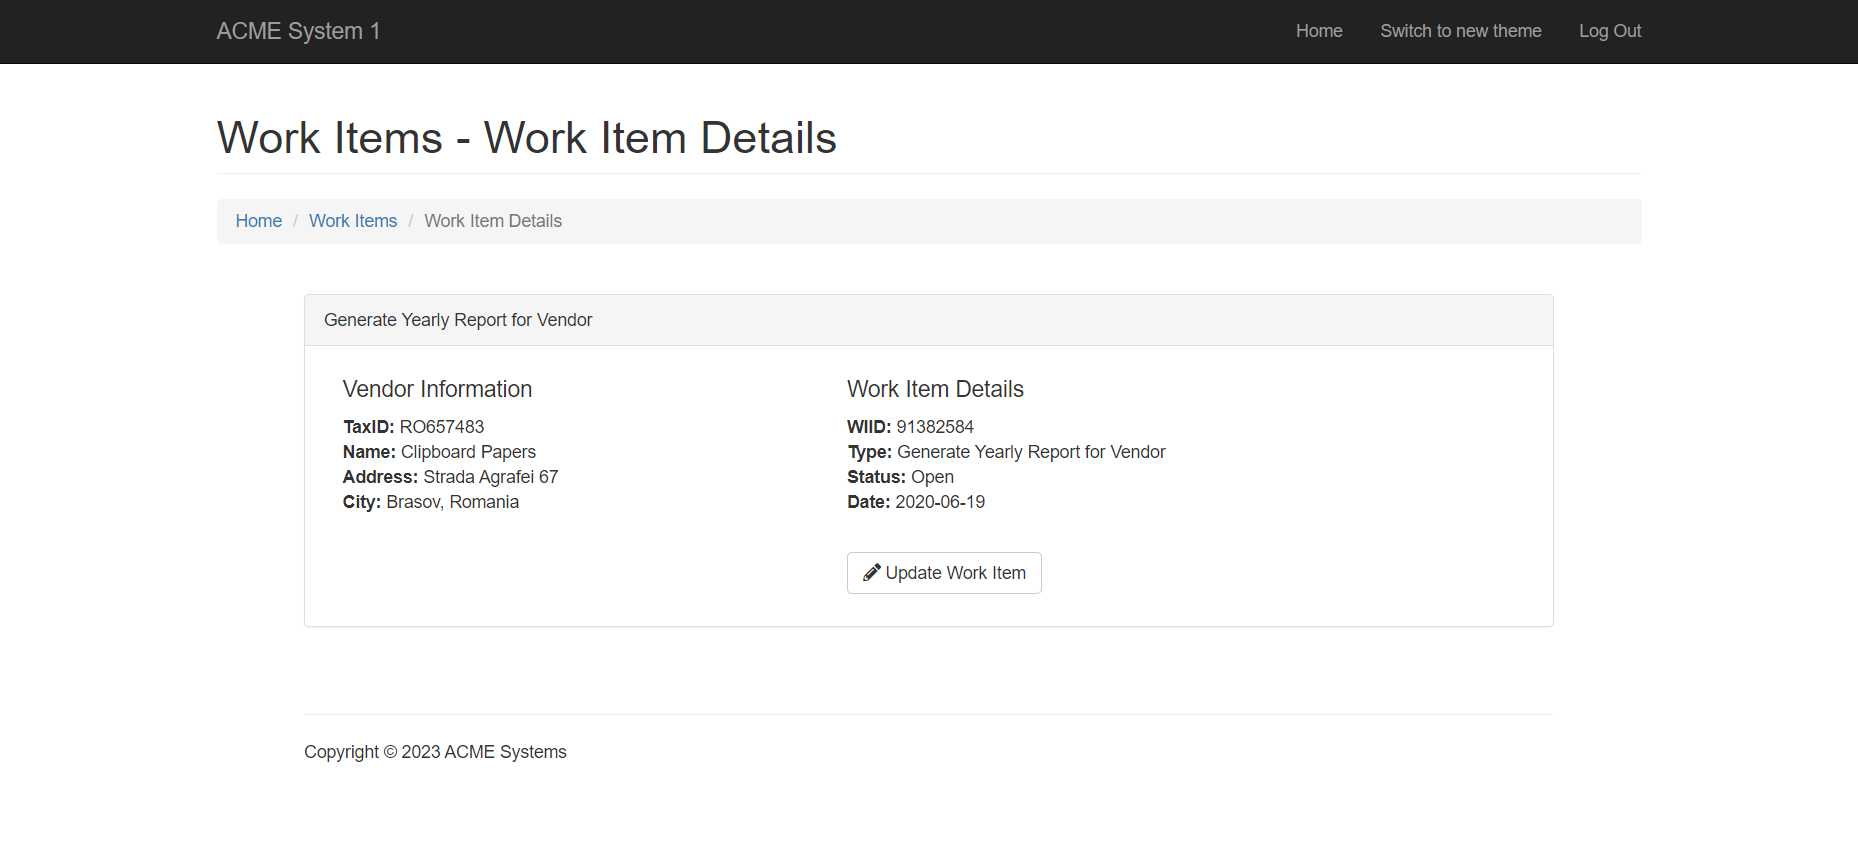 ACME System 1
Home
Switch to new theme
Log Out
Work Items - Work Item Details
Home / Work Items / Work Item Details
Generate Yearly Report for Vendor
Vendor Information
TaxID: RO657483
Name: Clipboard Papers
Address: Strada Agrafei 67
City: Brasov, Romania
Work Item Details
WIID: 91382584
Type: Generate Yearly Report for Vendor
Status: Open
Date: 2020-06-19
Update Work Item
Copyright © 2023 ACME Systems